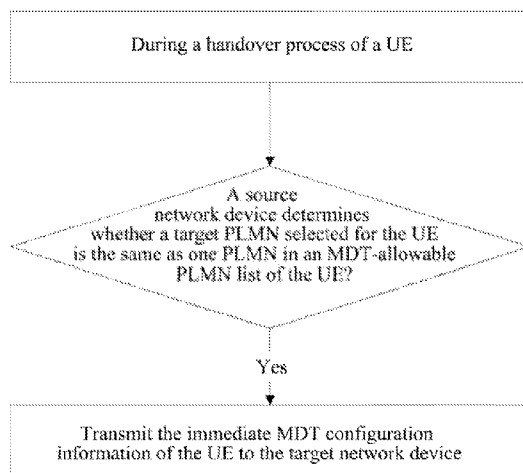 During a handover process of a UE
A source
network device determines
whether a target PLMN selected for the UE
is the same as one PLMN in an MDT-allowable
PLMN list of the UE?
Yes
Transmit the immediate MDT configuration
information of the UE to the target network device